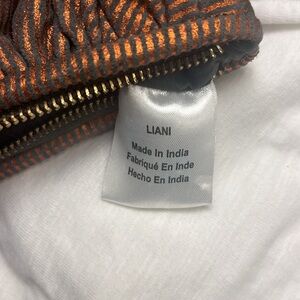 LIANI
Made In India
Fabriqué En Inde
Hecho En India